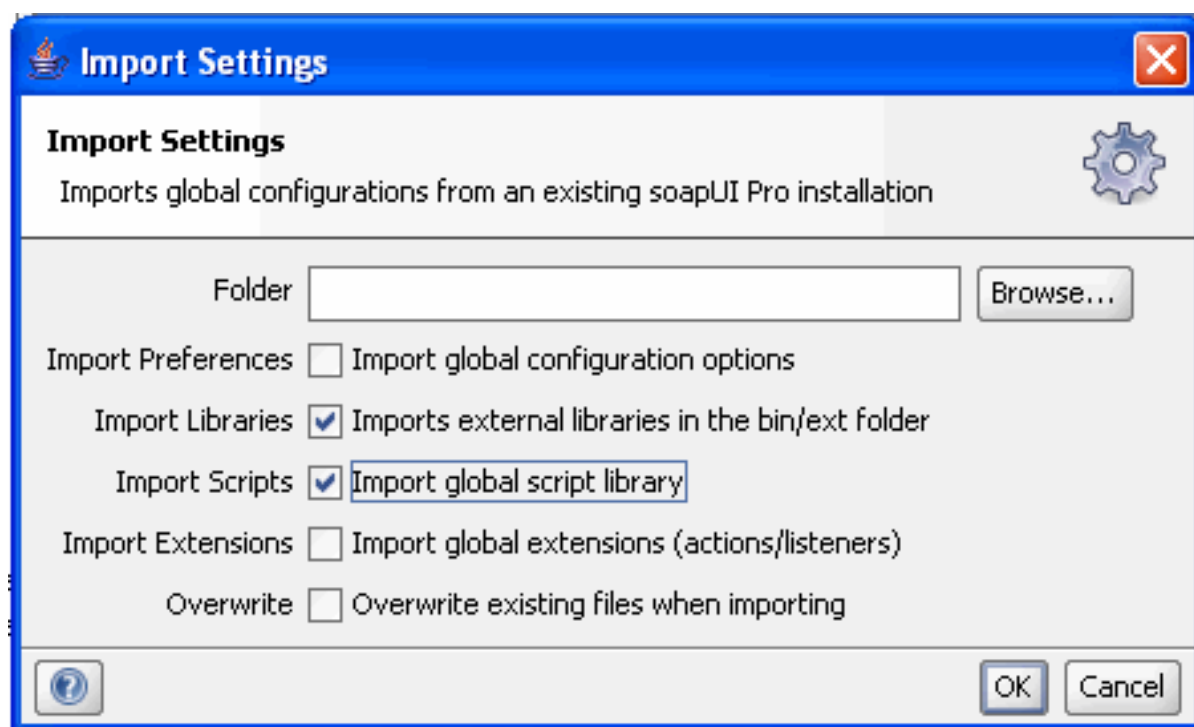 Import Settings
Import Settings
Imports global configurations from an existing soapUI Pro installation
Folder Browse...
Import Preferences Import global configuration options
Import Libraries Imports external libraries in the bin/ext folder
Import Scripts Import global script library
Import Extensions Import global extensions (actions/listeners)
Overwrite Overwrite existing files when importing
? OK Cancel